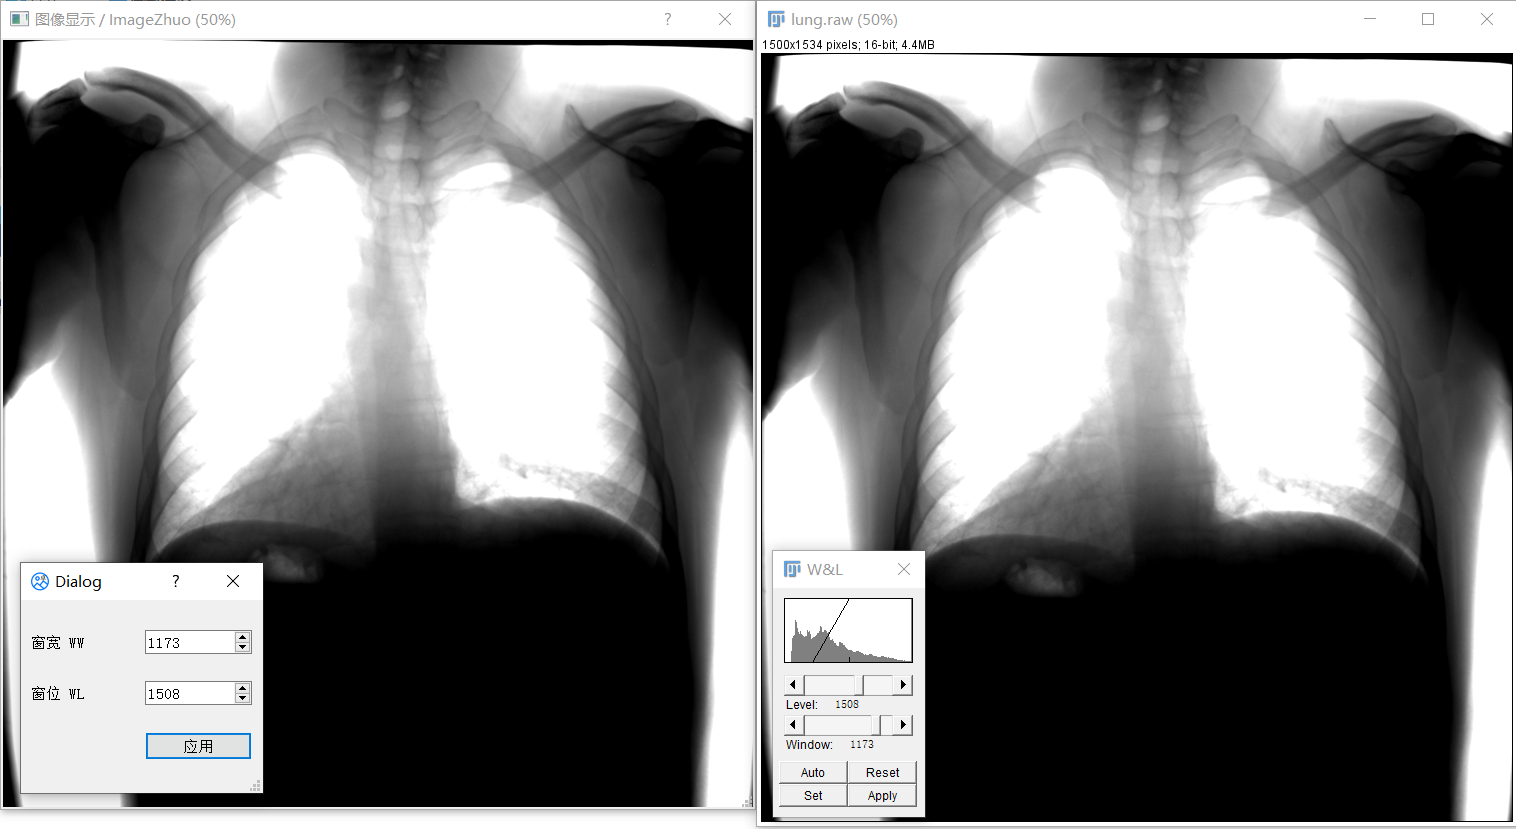 图像显示 / ImageZhuo (50%)
?
lung.raw (50%)
1500x1534 pixels; 16-bit; 4.4MB
Dialog
?
窗宽 WW
1173
窗位 WL
1508
应用
W&L
Level: 1508
Window: 1173
Auto
Reset
Set
Apply